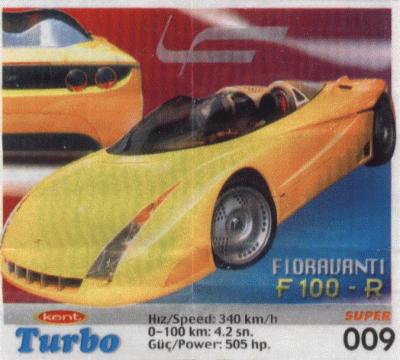 FIORAVANTI
F 100 - R
kent
Turbo
Hız/Speed: 340 km/h
0-100 km: 4.2 sn.
Güç/Power: 505 hp.
SUPER
009